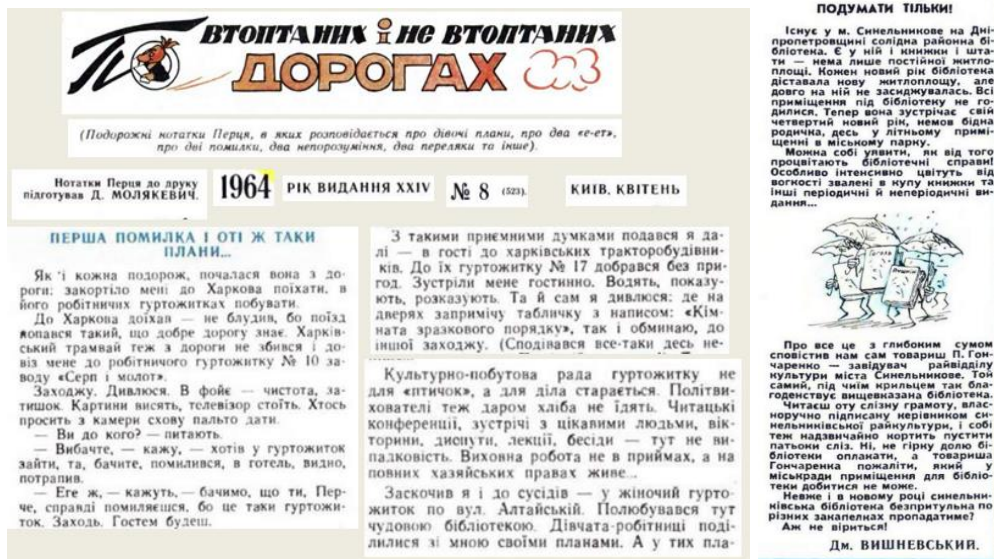 По втоптаних і не втоптаних
дорогах
(Подорожні нотатки Перця, в яких розповідається про дівочі плани, про два «е-ет»,
про дві помилки, два непорозуміння, два переляки та інше).
Нотатки Перця до друку
підготував Д. МОЛЯКЕВИЧ.
1964
РІК ВИДАННЯ XXIV
№ 8 (523).
КИЇВ, КВІТЕНЬ
ПЕРША ПОМИЛКА І ОТІ Ж ТАКИ
ПЛАНИ...
Як і кожна подорож, почалася вона з до-
роги: закортіло мені до Харкова поїхати, в
його робітничих гуртожитках побувати.
До Харкова доїхав — не блудив, бо поїзд
попався такий, що добре дорогу знає. Харків-
ський трамвай теж з дороги не збився і до-
віз мене до робітничого гуртожитку № 10 за-
воду «Серп і молот».
Заходжу. Дивлюся. В фойє — чистота, за-
тишок. Картини висять, телевізор стоїть. Хтось
просить з камери схову пальто дати.
— Ви до кого? — питають.
— Вибачте, — кажу, — хотів у гуртожиток
зайти, та, бачите, помилився, в готель, видно,
потрапив.
— Еге ж, — кажуть, — бачимо, що ти, Пер-
че, справді помиляєшся, бо це таки гуртожи-
ток. Заходь. Гостем будеш.
З такими приємними думками подався я да-
лі — в гості до харківських тракторобудівни-
ків. До їх гуртожитку № 17 добрався без при-
год. Зустріли мене гостинно. Водять, показу-
ють, розказують. Та й сам я дивлюся: де на
дверях запримічу табличку з написом: «Кім-
ната зразкового порядку», так і обминаю, до
іншої заходжу. (Сподівався все-таки десь не-
Культурно-побутова рада гуртожитку не
для «птичок», а для діла старається. Політви-
хователі теж даром хліба не їдять. Читацькі
конференції, зустрічі з цікавими людьми, вік-
торини, диспути, лекції, бесіди — тут не ви-
падковість. Виховна робота не в приймах, а на
повних хазяйських правах живе...
Заскочив я і до сусідів — у жіночий гурто-
житок по вул. Алтайській. Полюбувався тут
чудовою бібліотекою. Дівчата-робітниці поді-
лилися зі мною своїми планами. А у тих пла-
ПОДУМАТИ ТІЛЬКИ!
Існує у м. Синельникове на Дні-
пропетровщині солідна районна бі-
бліотека. Є у ній і книжки і шта-
ти — нема лише постійної житло-
площі. Кожен новий рік бібліотека
діставала нову житлоплощу, але
довго на ній не засиджувалась. Всі
приміщення під бібліотеку не го-
дилися. Тепер вона зустрічає свій
четвертий новий рік, немов бідна
родичка, десь у літньому примі-
щенні в міському парку.
Можна собі уявити, як від того
процвітають бібліотечні справи!
Особливо інтенсивно цвітуть від
вогкості звалені в купу книжки та
інші періодичні й неперіодичні ви-
дання...
Про все це з глибоким сумом
сповістив нам сам товариш П. Гон-
чаренко — завідувач райвідділу
культури міста Синельникове. Той
самий, під чиїм крильцем так бла-
годенствує вищевказана бібліотека.
Читаєш оту слізну грамоту, влас-
норучно підписану керівником си-
нельниківської райкультури, і собі
теж надзвичайно кортить пустити
патьоки сліз. Ні, не гірку долю бі-
бліотеки оплакати, а товариша
Гончаренка пожаліти, який у
міськради приміщення для бібліо-
теки добитися не може.
Невже і в новому році синельни-
ківська бібліотека безпритульна по
різних закапелках пропадатиме?
Аж не віриться!
Дм. ВИШНЕВСЬКИЙ.